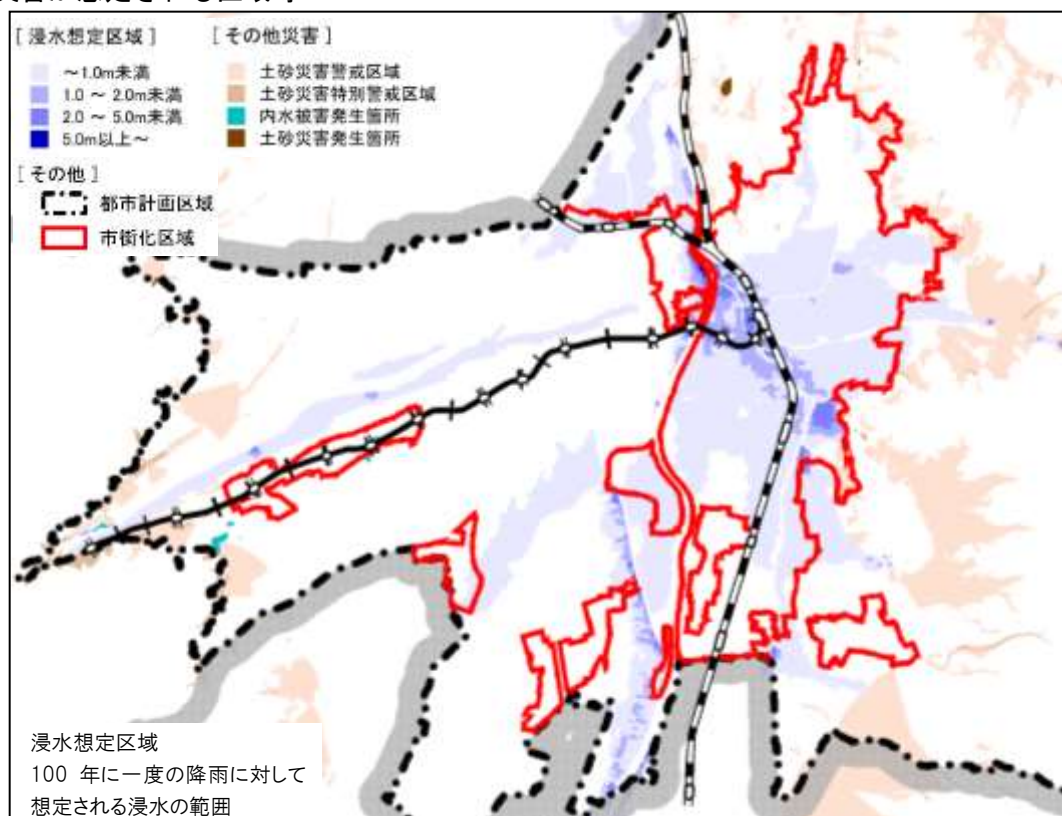 [ 浸水想定区域 ]
～1.0m未満
1.0 ～ 2.0m未満
2.0 ～ 5.0m未満
5.0m以上～
[ その他災害 ]
土砂災害警戒区域
土砂災害特別警戒区域
内水被害発生箇所
土砂災害発生箇所
[ その他 ]
都市計画区域
市街化区域
浸水想定区域
100 年に一度の降雨に対して
想定される浸水の範囲